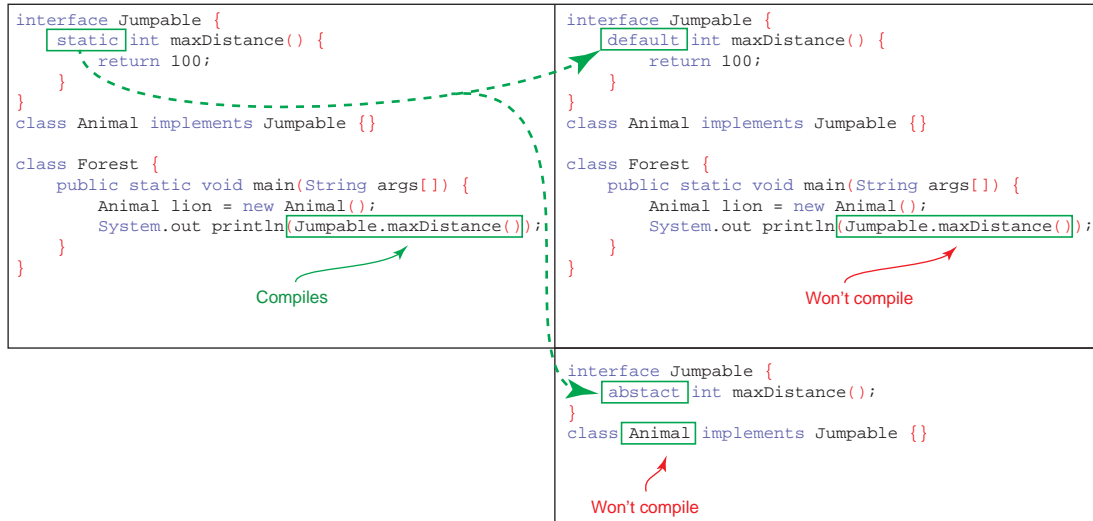 interface Jumpable {
static int maxDistance() {
return 100;
}
}
class Animal implements Jumpable {}
class Forest {
public static void main(String args[]) {
Animal lion = new Animal();
System.out println(Jumpable.maxDistance());
}
}
Compiles
interface Jumpable {
default int maxDistance() {
return 100;
}
}
class Animal implements Jumpable {}
class Forest {
public static void main(String args[]) {
Animal lion = new Animal();
System.out println(Jumpable.maxDistance());
}
}
Won't compile
interface Jumpable {
abstact int maxDistance();
}
class Animal implements Jumpable {}
Won't compile